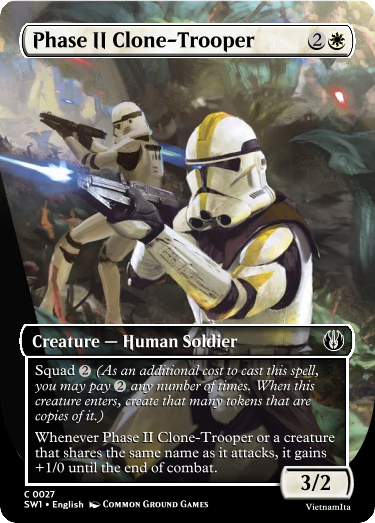 Phase II Clone-Trooper 2
Creature — Human Soldier
Squad 2 (As an additional cost to cast this spell,
you may pay 2 any number of times. When this
creature enters, create that many tokens that are
copies of it.)
Whenever Phase II Clone-Trooper or a creature
that shares the same name as it attacks, it gains
+1/0 until the end of combat.
3/2
C 0027
SW1 • English COMMON GROUND GAMES
VietnamIta